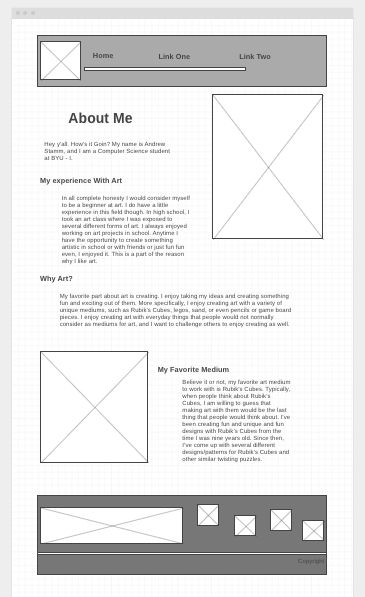 Home Link One Link Two
About Me
Hey y'all. How's it Goin? My name is Andrew
Stamm, and I am a Computer Science student
at BYU - I.
My experience With Art
In all complete honesty I would consider myself
to be a beginner at art. I do have a little
experience in this field though. In high school, I
took an art class where I was exposed to
several different forms of art. I always enjoyed
working on art projects in school. Anytime I
have the opportunity to create something
artistic in school or with friends or just fun fun
even, I enjoyed it. This is a part of the reason
why I like art.
Why Art?
My favorite part about art is creating. I enjoy taking my ideas and creating something
fun and exciting out of them. More specifically, I enjoy creating art with a variety of
unique mediums, such as Rubik's Cubes, legos, sand, or even pencils or game board
pieces. I enjoy creating art with everyday things that people would not normally
consider as mediums for art, and I want to challenge others to enjoy creating as well.
My Favorite Medium
Believe it or not, my favorite art medium
to work with is Rubik's Cubes. Typically,
when people think about Rubik's
Cubes, I am willing to guess that
making art with them would be the last
thing that people would think about. I've
been creating fun and unique and fun
designs with Rubik's Cubes from the
time I was nine years old. Since then,
I've come up with several different
designs/patterns for Rubik's Cubes and
other similar twisting puzzles.
Copyright